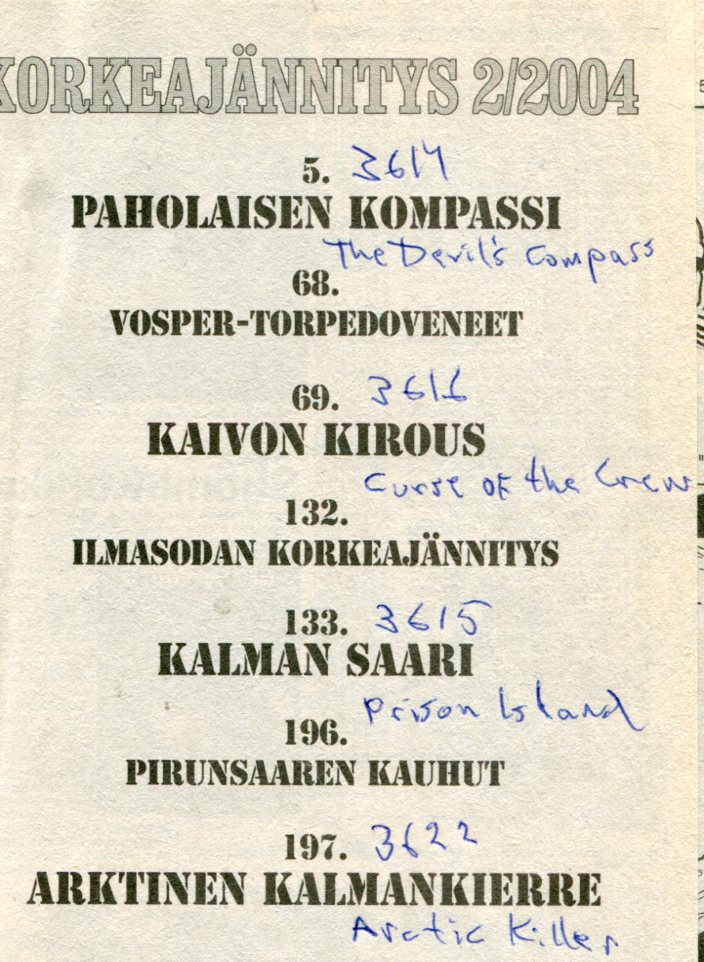 KORKEAJÄNNITYS 2/2004
5. 3614
PAHOLAISEN KOMPASSI
The Devil's Compass
68.
VOSPER-TORPEDOVENEET
69. 3616
KAIVON KIROUS
Curse of the Crew
132.
ILMASODAN KORKEAJÄNNITYS
133. 3615
KALMAN SAARI
Prison Island
196.
PIRUNSAAREN KAUHUT
197. 3622
ARKTINEN KALMANKIERRE
Arctic Killer